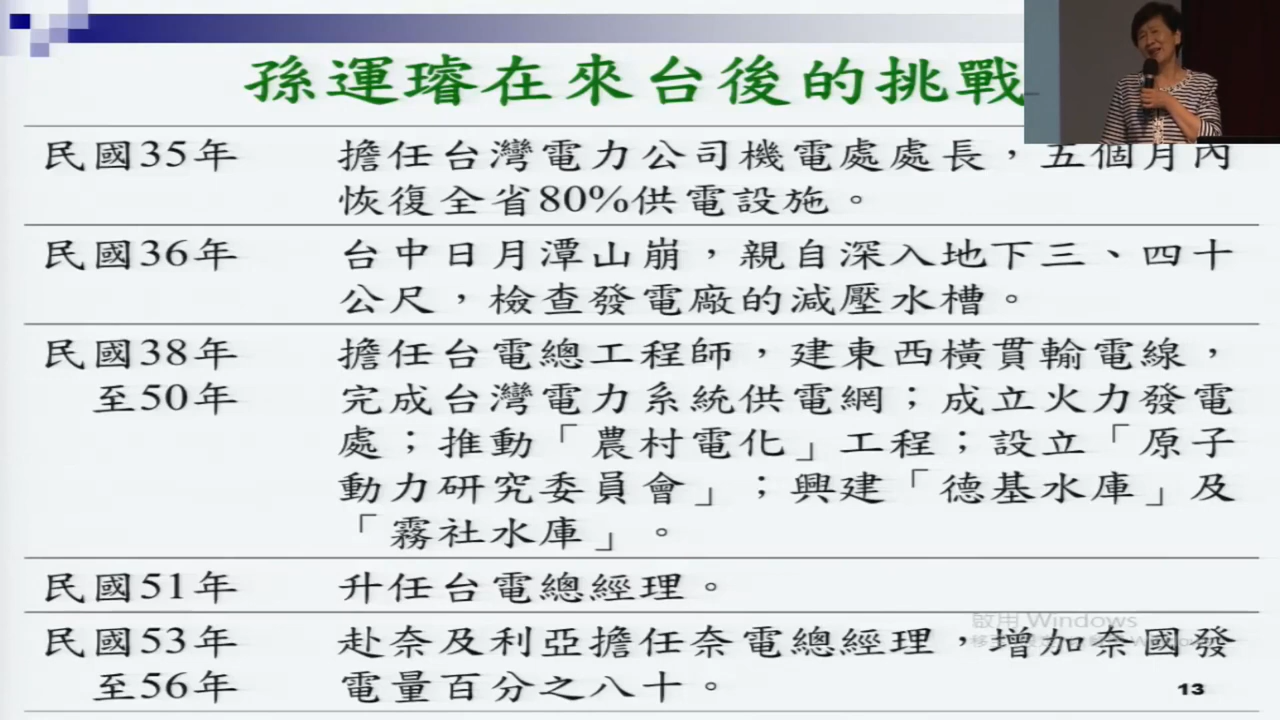 孫運璿在來台後的挑戰
民國35年 擔任台灣電力公司機電處處長，五個月內
恢復全省80%供電設施。
民國36年 台中日月潭山崩，親自深入地下三、四十
公尺，檢查發電廠的減壓水槽。
民國38年 擔任台電總工程師，建東西橫貫輸電線，
至50年 完成台灣電力系統供電網；成立火力發電
處；推動「農村電化」工程；設立「原子
動力研究委員會」；興建「德基水庫」及
「霧社水庫」。
民國51年 升任台電總經理。
啟用 Windows
民國53年 赴奈及利亞擔任奈電總經理，增加奈國發
至56年 電量百分之八十。
13